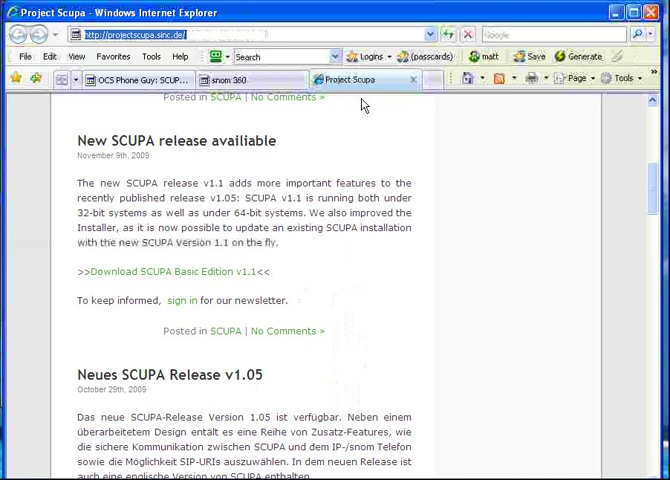 Project Scupa - Windows Internet Explorer
http://projectscupa.sinc.de/
Google
File Edit View Favorites Tools Help Search Logins (passcards) matt Save Generate
OCS Phone Guy: SCUP... snom 360 Project Scupa Page Tools
Posted in SCUPA | No Comments »
New SCUPA release availiable
November 9th, 2009
The new SCUPA release v1.1 adds more important features to the
recently published release v1.05: SCUPA v1.1 is running both under
32-bit systems as well as under 64-bit systems. We also improved the
Installer, as it is now possible to update an existing SCUPA installation
with the new SCUPA Version 1.1 on the fly.
>>Download SCUPA Basic Edition v1.1<<
To keep informed, sign in for our newsletter.
Posted in SCUPA | No Comments »
Neues SCUPA Release v1.05
October 29th, 2009
Das neue SCUPA-Release Version 1.05 ist verfügbar. Neben einem
überarbeitetem Design entält es eine Reihe von Zusatz-Features, wie
die sichere Kommunikation zwischen SCUPA und dem IP-/snom Telefon
sowie die Möglichkeit SIP-URIs auszuwählen. In dem neuen Release ist
auch eine englische Version von SCUPA enthalten.